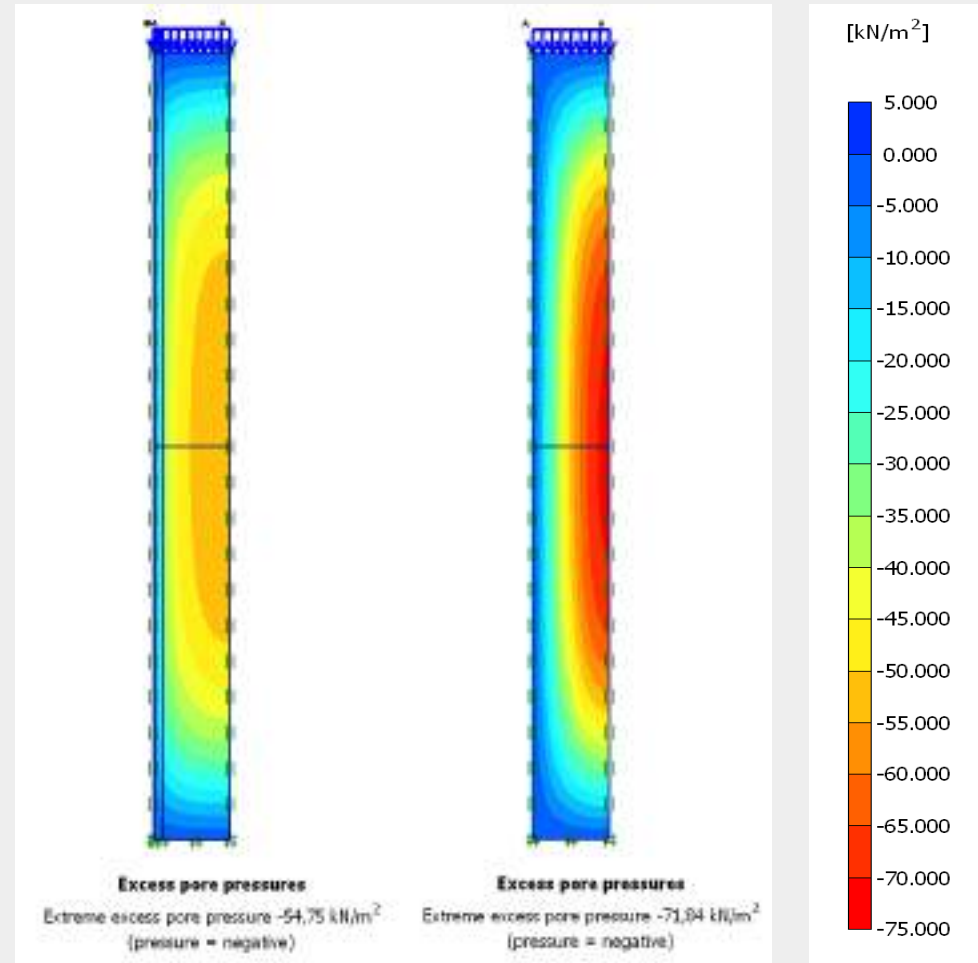 [kN/m²]
5.000
0.000
-5.000
-10.000
-15.000
-20.000
-25.000
-30.000
-35.000
-40.000
-45.000
-50.000
-55.000
-60.000
-65.000
-70.000
-75.000
Excess pore pressures
Extreme excess pore pressure -54,75 kN/m²
(pressure = negative)
Excess pore pressures
Extreme excess pore pressure -71,84 kN/m²
(pressure = negative)